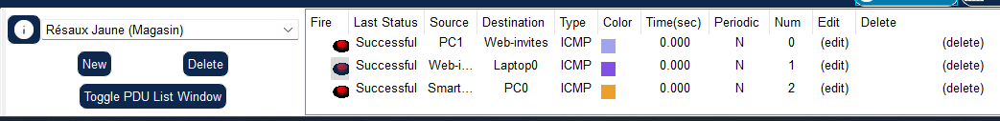 Fire Last Status Source Destination Type Color Time(sec) Periodic Num Edit Delete
Résaux Jaune (Magasin)
Successful PC1 Web-invites ICMP 0.000 N 0 (edit) (delete)
New Delete
Successful Web-i... Laptop0 ICMP 0.000 N 1 (edit) (delete)
Toggle PDU List Window
Successful Smart... PC0 ICMP 0.000 N 2 (edit) (delete)